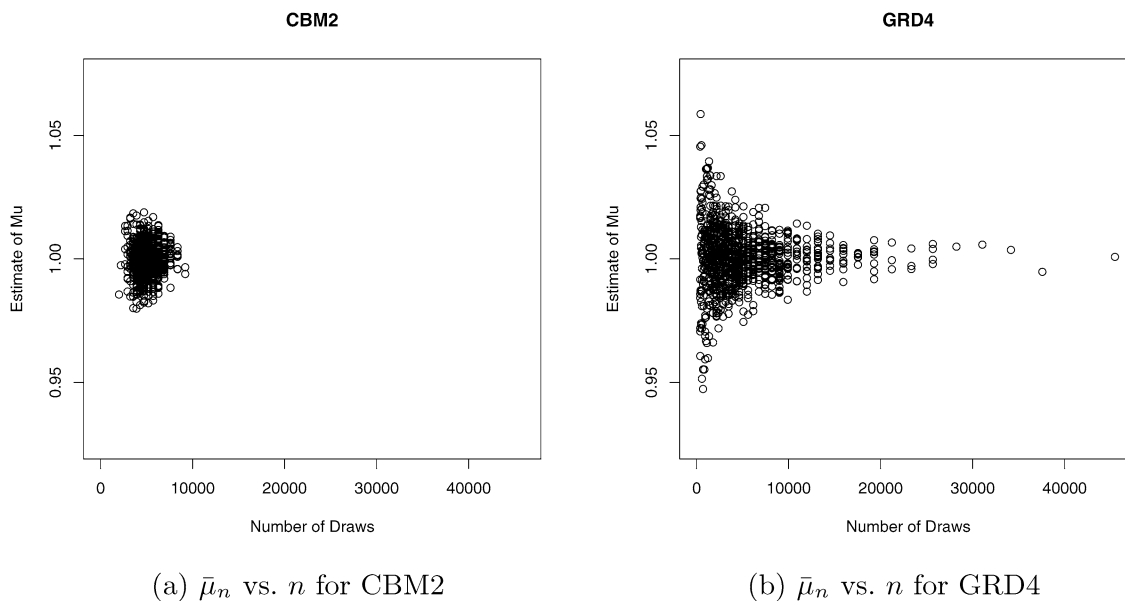 CBM2
Estimate of Mu
1.05
1.00
0.95
0 10000 20000 30000 40000
Number of Draws
(a) μ̄ₙ vs. n for CBM2
GRD4
Estimate of Mu
1.05
1.00
0.95
0 10000 20000 30000 40000
Number of Draws
(b) μ̄ₙ vs. n for GRD4